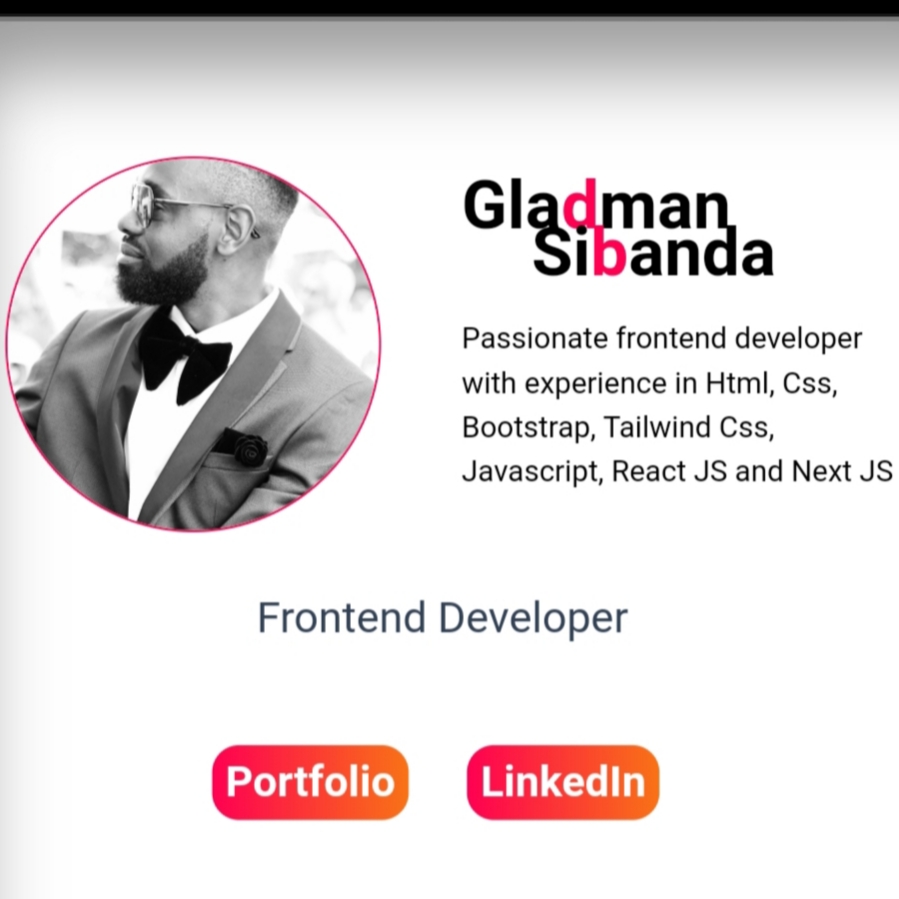 Gladman
Sibanda
Passionate frontend developer
with experience in Html, Css,
Bootstrap, Tailwind Css,
Javascript, React JS and Next JS
Frontend Developer
Portfolio
LinkedIn